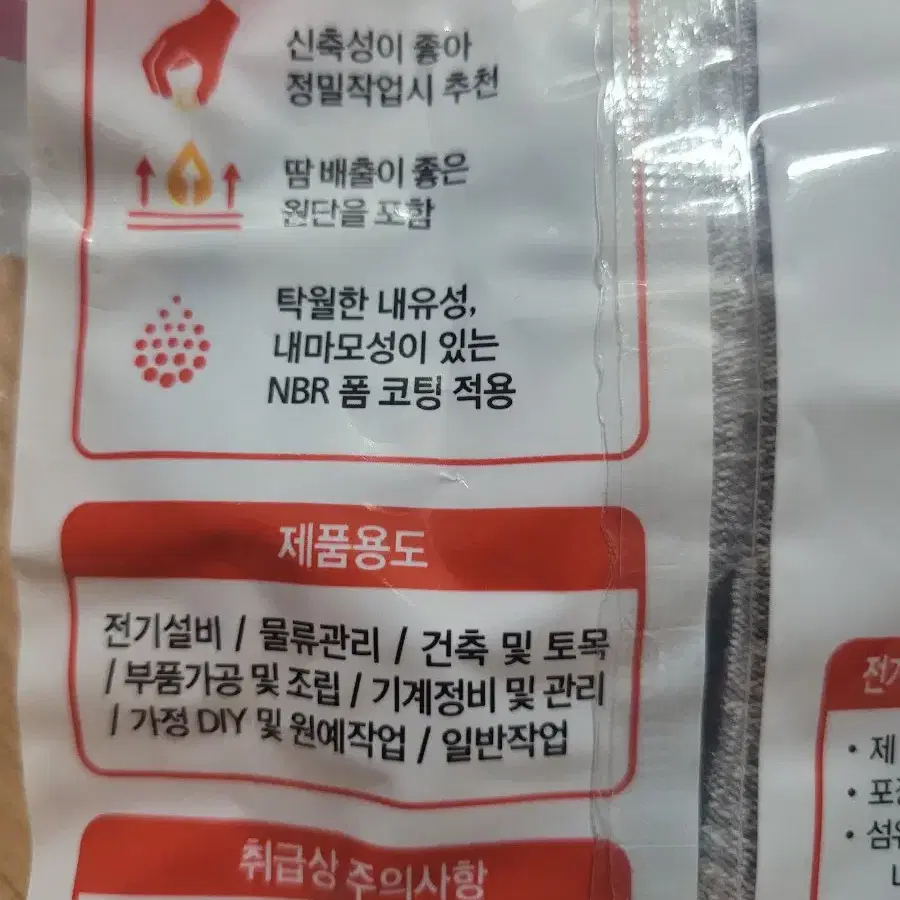 신축성이 좋아
정밀작업시 추천
땀 배출이 좋은
원단을 포함
탁월한 내유성,
내마모성이 있는
NBR 폼 코팅 적용
제품용도
전기설비 / 물류관리 / 건축 및 토목
/ 부품가공 및 조립 / 기계정비 및 관리
/ 가정 DIY 및 원예작업 / 일반작업
취급상 주의사항
• 제